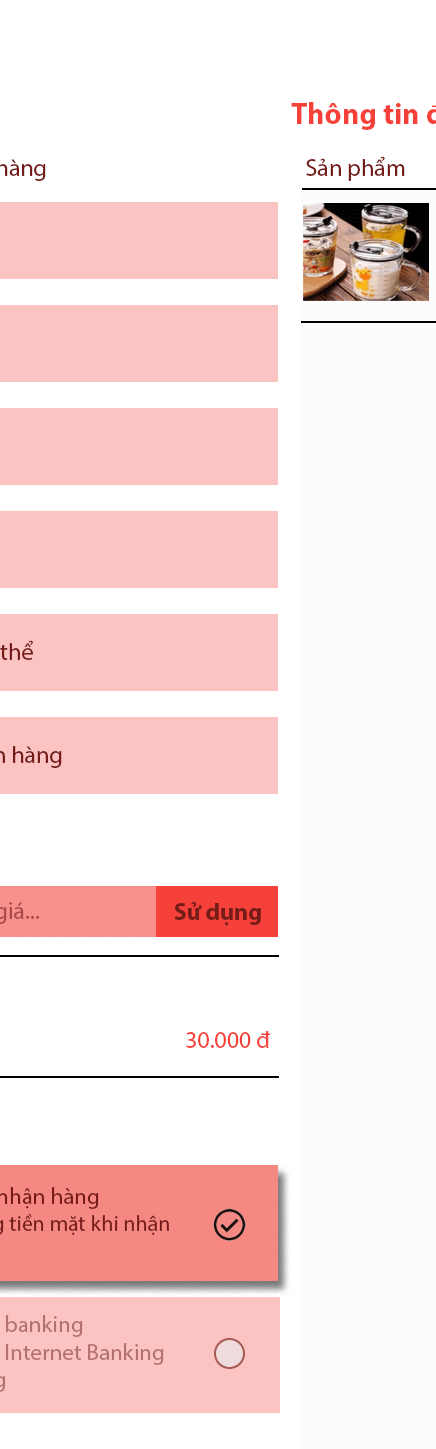 Thông tin đ
hàng
Sản phẩm
thể
n hàng
giá...
Sử dụng
30.000 đ
nhận hàng
g tiền mặt khi nhận
banking
Internet Banking
g